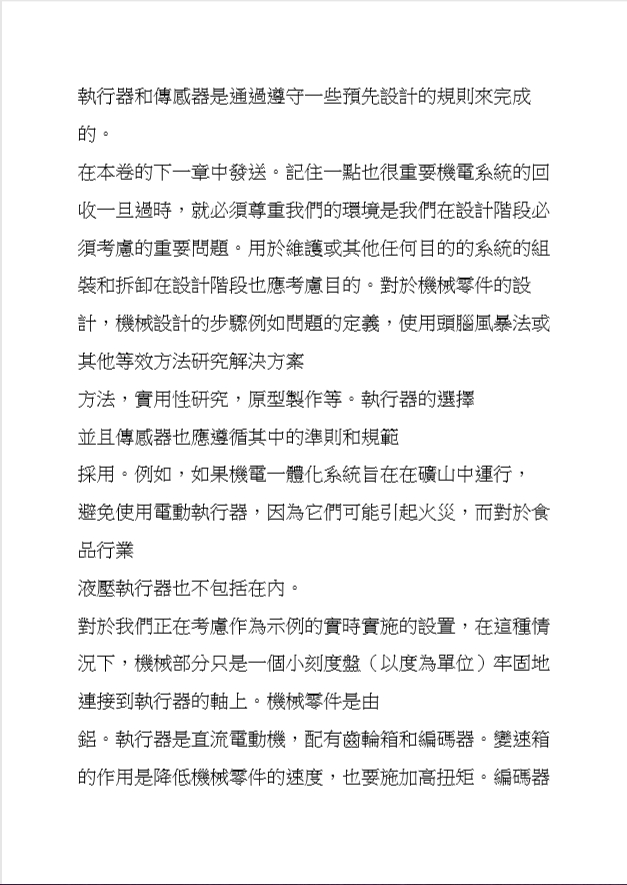 執行器和傳感器是通過遵守一些預先設計的規則來完成
的。
在本卷的下一章中發送。記住一點也很重要機電系統的回
收一旦過時，就必須尊重我們的環境是我們在設計階段必
須考慮的重要問題。用於維護或其他任何目的的系統的組
裝和拆卸在設計階段也應考慮目的。對於機械零件的設
計，機械設計的步驟例如問題的定義，使用頭腦風暴法或
其他等效方法研究解決方案
方法，實用性研究，原型製作等。執行器的選擇
並且傳感器也應遵循其中的準則和規範
採用。例如，如果機電一體化系統旨在在礦山中運行，
避免使用電動執行器，因為它們可能引起火災，而對於食
品行業
液壓執行器也不包括在內。
對於我們正在考慮作為示例的實時實施的設置，在這種情
況下，機械部分只是一個小刻度盤（以度為單位）牢固地
連接到執行器的軸上。機械零件是由
鋁。執行器是直流電動機，配有齒輪箱和編碼器。變速箱
的作用是降低機械零件的速度，也要施加高扭矩。編碼器